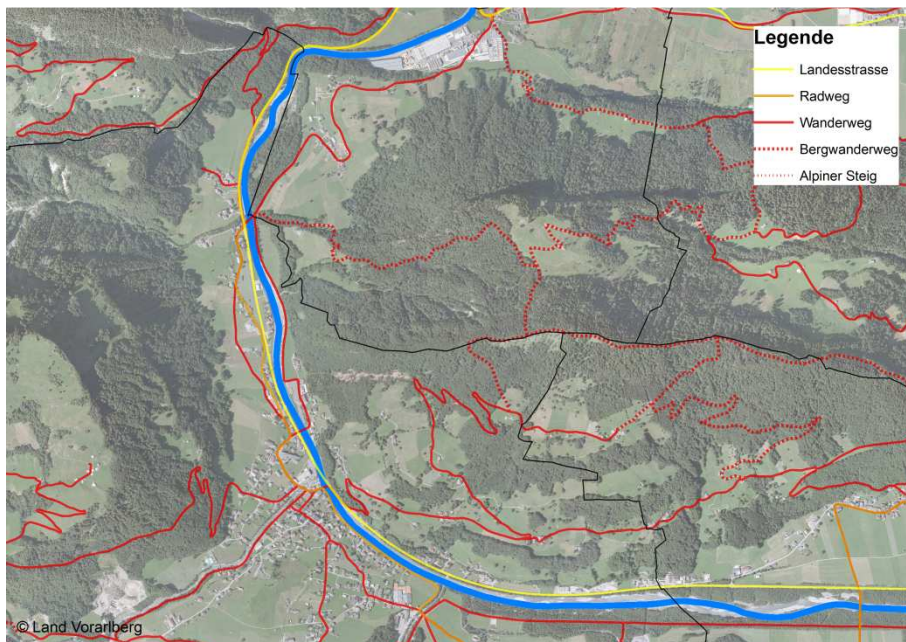 Legende
Landesstrasse
Radweg
Wanderweg
Bergwanderweg
Alpiner Steig
© Land Vorarlberg